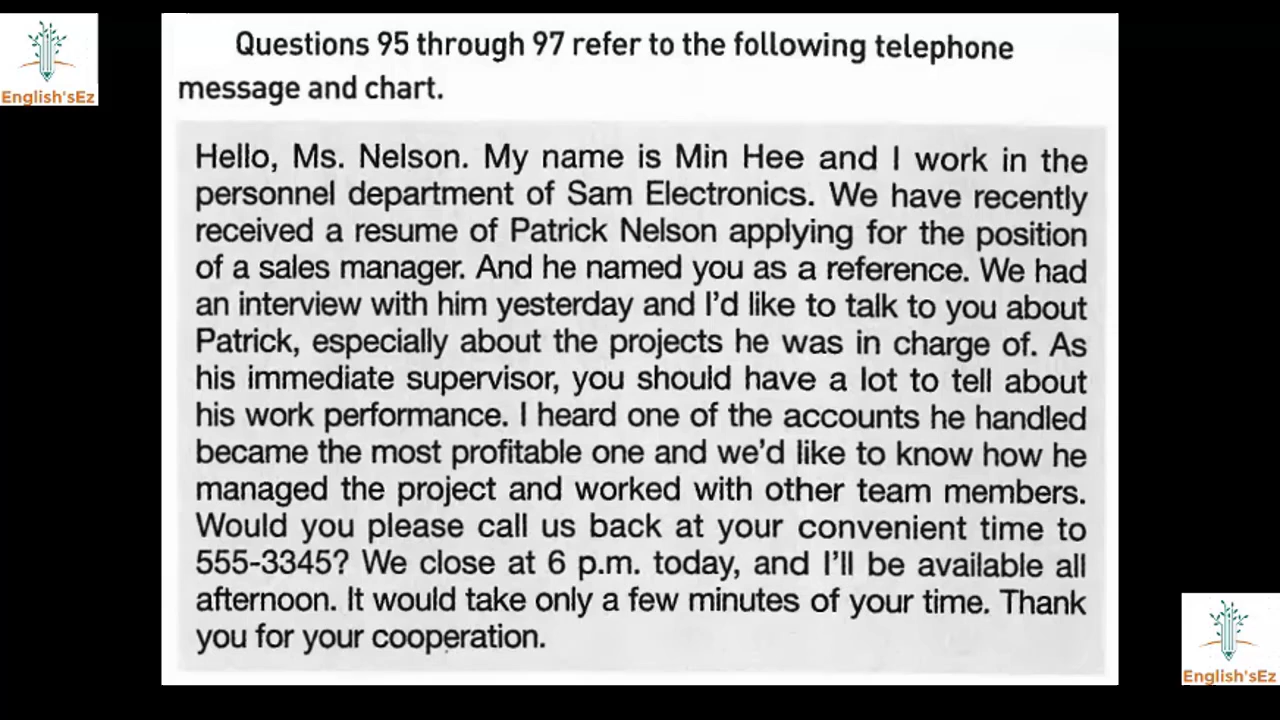 English'sEz
Questions 95 through 97 refer to the following telephone
message and chart.
Hello, Ms. Nelson. My name is Min Hee and I work in the
personnel department of Sam Electronics. We have recently
received a resume of Patrick Nelson applying for the position
of a sales manager. And he named you as a reference. We had
an interview with him yesterday and I'd like to talk to you about
Patrick, especially about the projects he was in charge of. As
his immediate supervisor, you should have a lot to tell about
his work performance. I heard one of the accounts he handled
became the most profitable one and we'd like to know how he
managed the project and worked with other team members.
Would you please call us back at your convenient time to
555-3345? We close at 6 p.m. today, and I'll be available all
afternoon. It would take only a few minutes of your time. Thank
you for your cooperation.
English'sEz